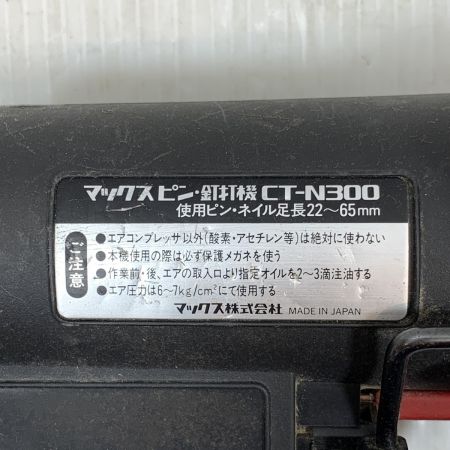 マックスピン・釘打機 CT-N300
使用ピン・ネイル足長22〜65mm
ご注意
●エアコンプレッサ以外(酸素・アセチレン等)は絶対に使わない
●本機使用の際は必ず保護メガネを使う
●作業前・後、エアの取入口より指定オイルを2〜3滴注油する
●エア圧力は6〜7kg/cm²にて使用する
マックス株式会社 MADE IN JAPAN